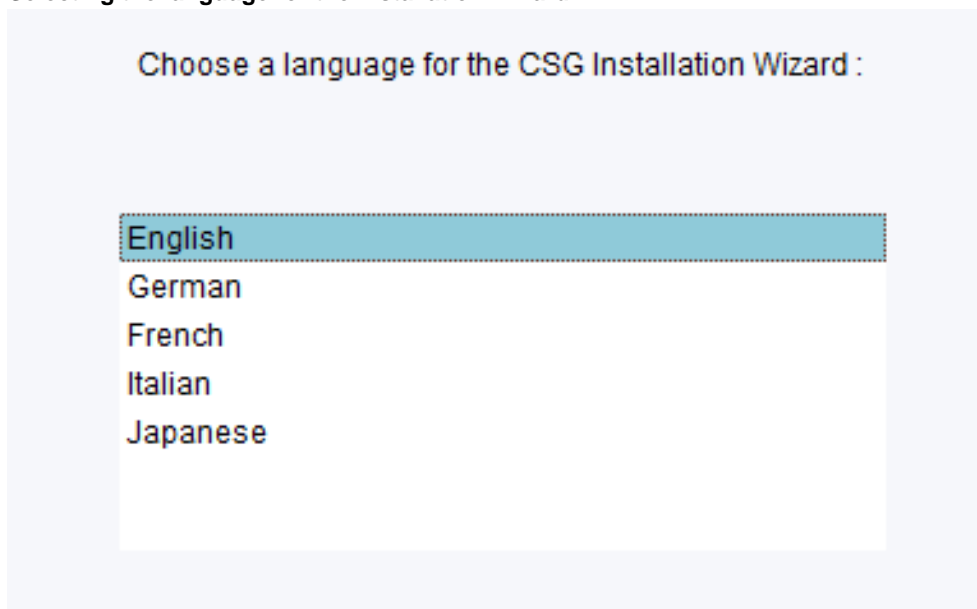 Choose a language for the CSG Installation Wizard :
English
German
French
Italian
Japanese